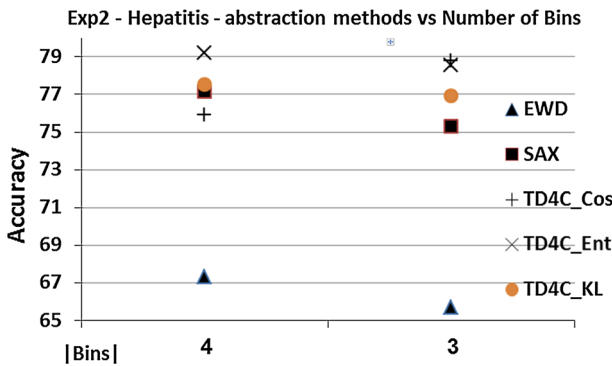 Exp2 - Hepatitis - abstraction methods vs Number of Bins
79
77
75
73
71
69
67
65
Accuracy
EWD
SAX
TD4C_Cos
TD4C_Ent
TD4C_KL
|Bins|
4
3